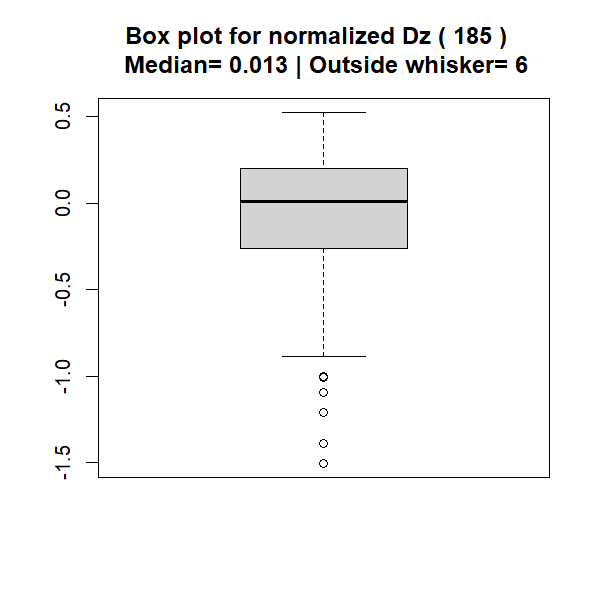 Box plot for normalized Dz ( 185 )
Median= 0.013 | Outside whisker= 6
0.5
0.0
-0.5
-1.0
-1.5